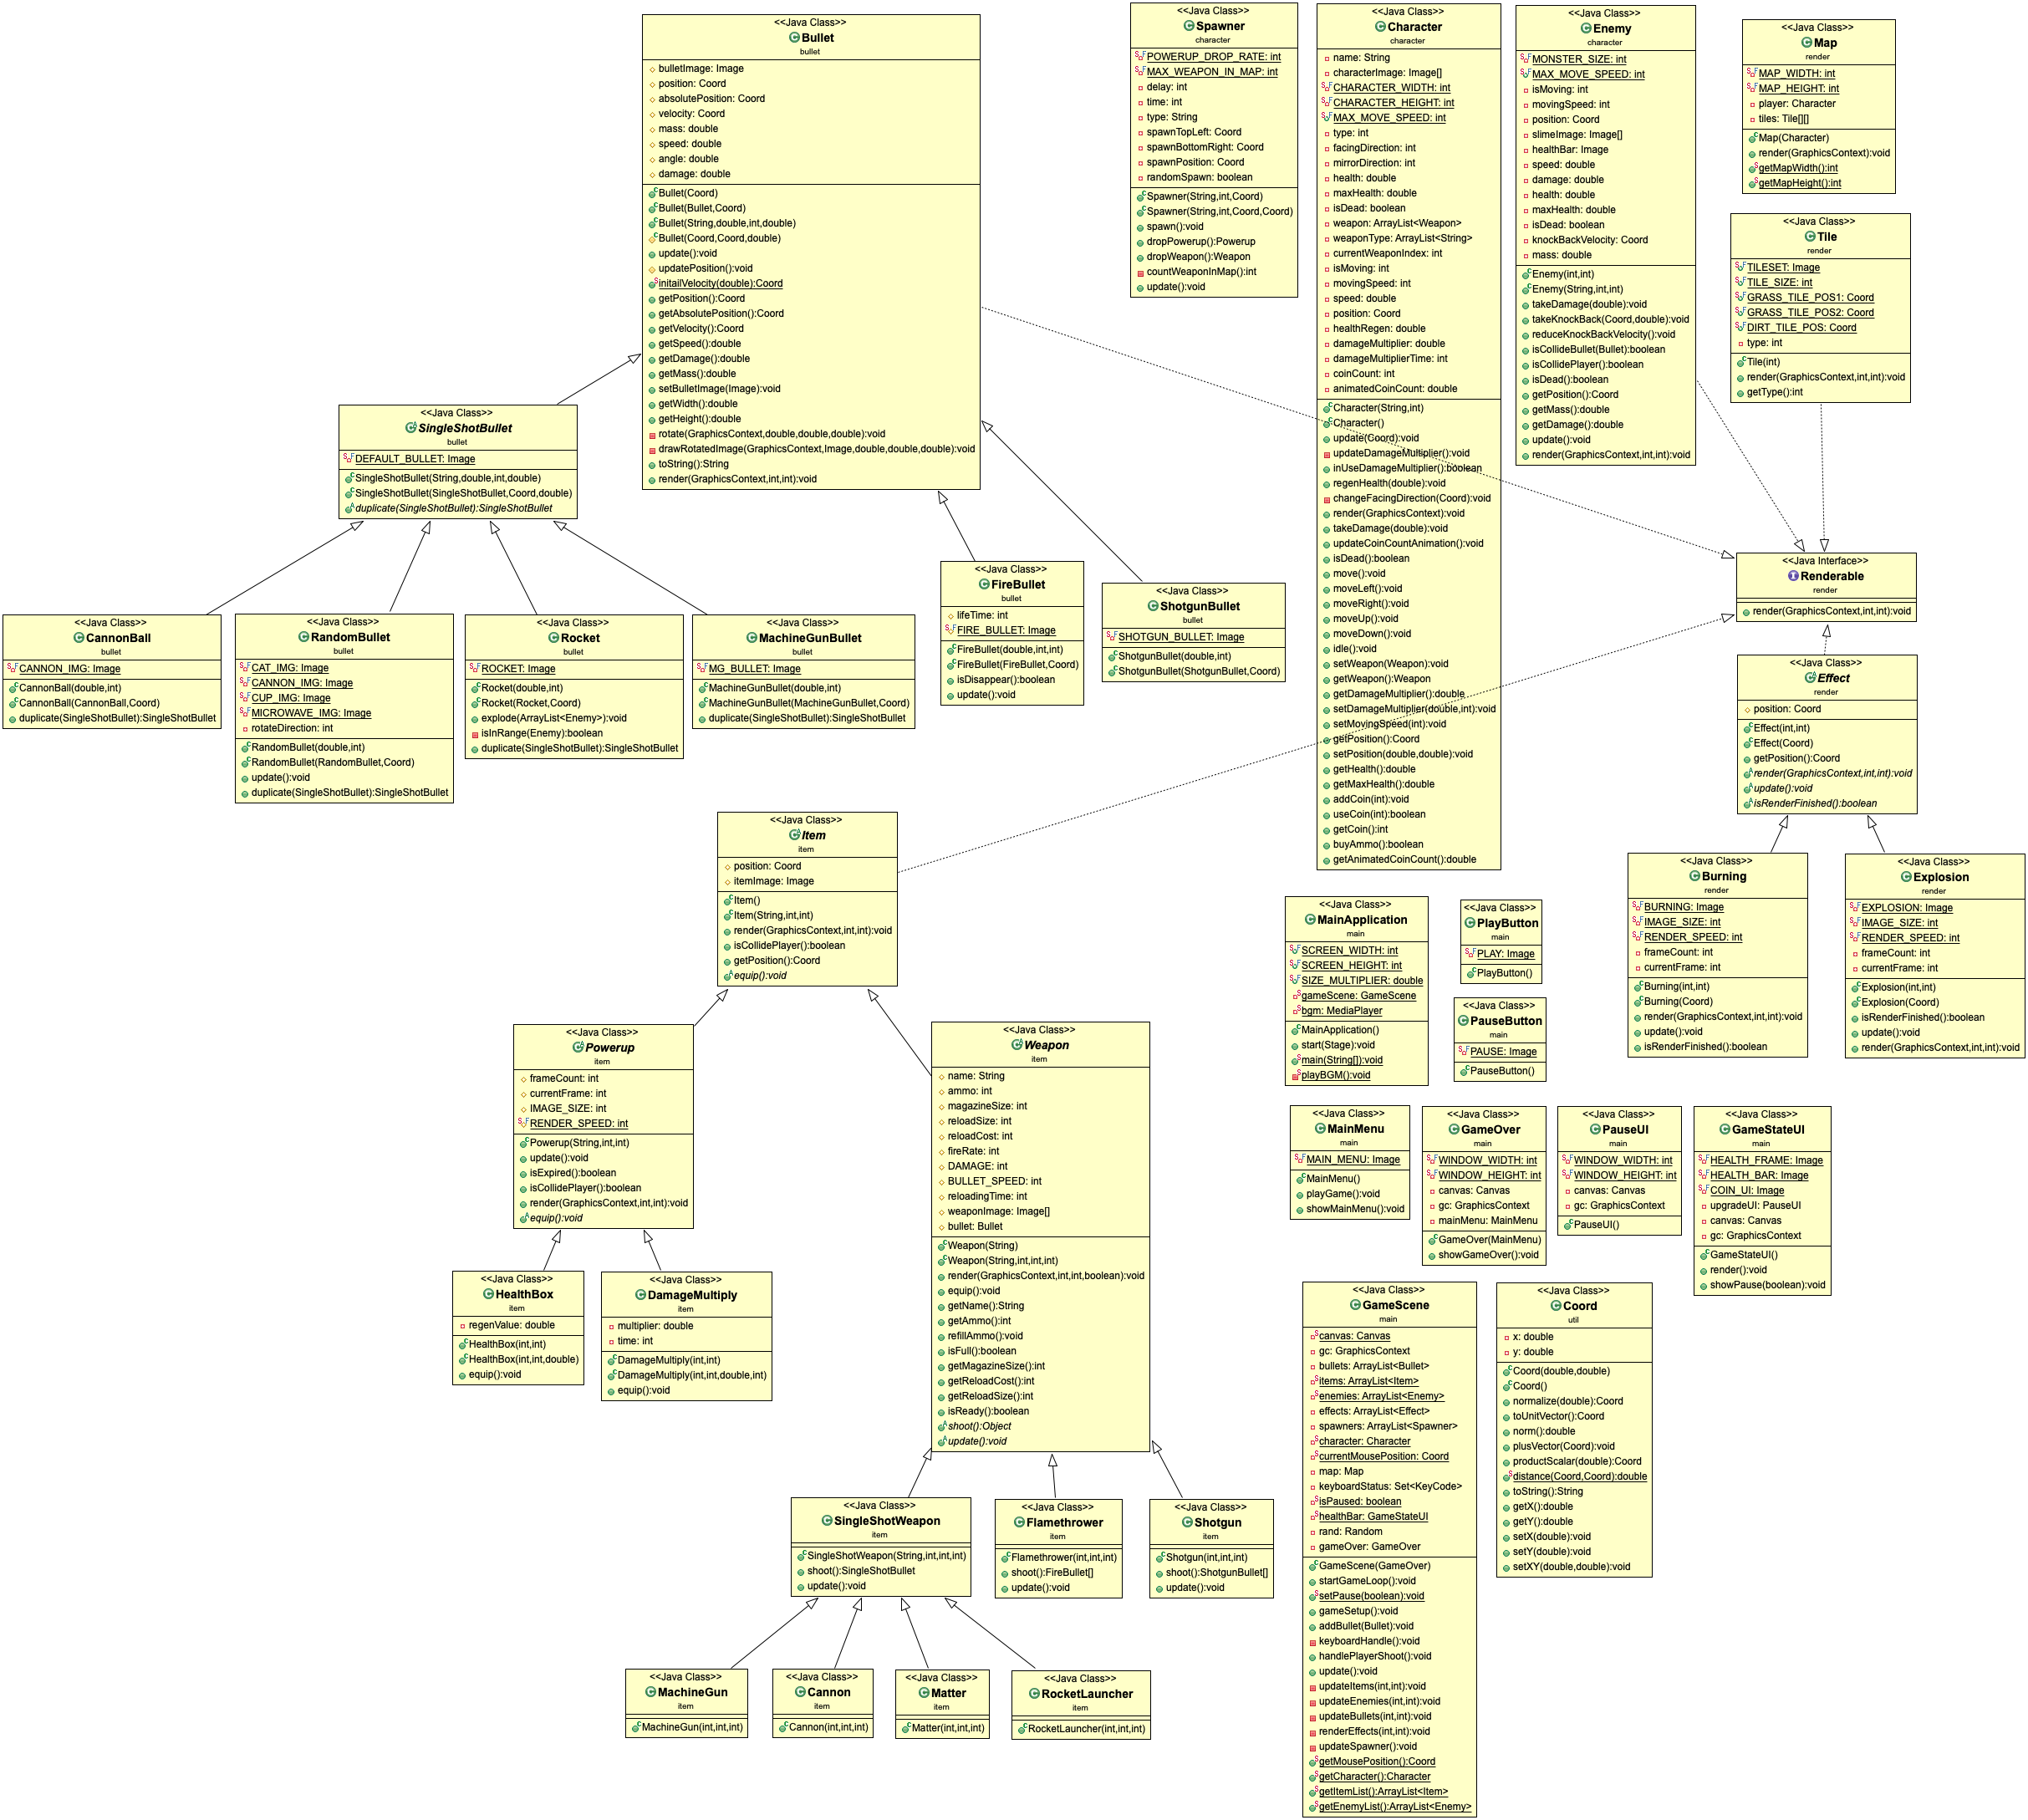 <<Java Class>>
Bullet
bullet
bulletImage: Image
position: Coord
absolutePosition: Coord
velocity: Coord
mass: double
speed: double
angle: double
damage: double
Bullet(Coord)
Bullet(Bullet,Coord)
Bullet(String,double,int,double)
Bullet(Coord,Coord,double)
update():void
updatePosition():void
initailVelocity(double):Coord
getPosition():Coord
getAbsolutePosition():Coord
getVelocity():Coord
getSpeed():double
getDamage():double
getMass():double
setBulletImage(Image):void
getWidth():double
getHeight():double
rotate(GraphicsContext,double,double,double):void
drawRotatedImage(GraphicsContext,Image,double,double,double):void
toString():String
render(GraphicsContext,int,int):void
<<Java Class>>
Spawner
character
POWERUP_DROP_RATE: int
MAX_WEAPON_IN_MAP: int
delay: int
time: int
type: String
spawnTopLeft: Coord
spawnBottomRight: Coord
spawnPosition: Coord
randomSpawn: boolean
Spawner(String,int,Coord)
Spawner(String,int,Coord,Coord)
spawn():void
dropPowerup():Powerup
dropWeapon():Weapon
countWeaponInMap():int
update():void
<<Java Class>>
Character
character
name: String
characterImage: Image[]
CHARACTER_WIDTH: int
CHARACTER_HEIGHT: int
MAX_MOVE_SPEED: int
type: int
facingDirection: int
mirrorDirection: int
health: double
maxHealth: double
isDead: boolean
weapon: ArrayList<Weapon>
weaponType: ArrayList<String>
currentWeaponIndex: int
isMoving: int
movingSpeed: int
speed: double
position: Coord
healthRegen: double
damageMultiplier: double
damageMultiplierTime: int
coinCount: int
animatedCoinCount: double
Character(String,int)
Character()
update(Coord):void
updateDamageMultiplier():void
inUseDamageMultiplier():boolean
regenHealth(double):void
changeFacingDirection(Coord):void
render(GraphicsContext):void
takeDamage(double):void
updateCoinCountAnimation():void
isDead():boolean
move():void
moveLeft():void
moveRight():void
moveUp():void
moveDown():void
idle():void
setWeapon(Weapon):void
getWeapon():Weapon
getDamageMultiplier():double
setDamageMultiplier(double,int):void
setMovingSpeed(int):void
getPosition():Coord
setPosition(double,double):void
getHealth():double
getMaxHealth():double
addCoin(int):void
useCoin(int):boolean
getCoin():int
buyAmmo():boolean
getAnimatedCoinCount():double
<<Java Class>>
Enemy
character
MONSTER_SIZE: int
MAX_MOVE_SPEED: int
isMoving: int
movingSpeed: int
position: Coord
slimeImage: Image[]
healthBar: Image
speed: double
damage: double
health: double
maxHealth: double
isDead: boolean
knockBackVelocity: Coord
mass: double
Enemy(int,int)
Enemy(String,int,int)
takeDamage(double):void
takeKnockBack(Coord,double):void
reduceKnockBackVelocity():void
isCollideBullet(Bullet):boolean
isCollidePlayer():boolean
isDead():boolean
getPosition():Coord
getMass():double
getDamage():double
update():void
render(GraphicsContext,int,int):void
<<Java Class>>
Map
render
MAP_WIDTH: int
MAP_HEIGHT: int
player: Character
tiles: Tile[][]
Map(Character)
render(GraphicsContext):void
getMapWidth():int
getMapHeight():int
<<Java Class>>
Tile
render
TILESET: Image
TILE_SIZE: int
GRASS_TILE_POS1: Coord
GRASS_TILE_POS2: Coord
DIRT_TILE_POS: Coord
type: int
Tile(int)
render(GraphicsContext,int,int):void
getType():int
<<Java Class>>
SingleShotBullet
bullet
DEFAULT_BULLET: Image
SingleShotBullet(String,double,int,double)
SingleShotBullet(SingleShotBullet,Coord,double)
duplicate(SingleShotBullet):SingleShotBullet
<<Java Interface>>
Renderable
render
render(GraphicsContext,int,int):void
<<Java Class>>
FireBullet
bullet
lifeTime: int
FIRE_BULLET: Image
FireBullet(double,int,int)
FireBullet(FireBullet,Coord)
isDisappear():boolean
update():void
<<Java Class>>
ShotgunBullet
bullet
SHOTGUN_BULLET: Image
ShotgunBullet(double,int)
ShotgunBullet(ShotgunBullet,Coord)
<<Java Class>>
CannonBall
bullet
CANNON_IMG: Image
CannonBall(double,int)
CannonBall(CannonBall,Coord)
duplicate(SingleShotBullet):SingleShotBullet
<<Java Class>>
RandomBullet
bullet
CAT_IMG: Image
CANNON_IMG: Image
CUP_IMG: Image
MICROWAVE_IMG: Image
rotateDirection: int
RandomBullet(double,int)
RandomBullet(RandomBullet,Coord)
update():void
duplicate(SingleShotBullet):SingleShotBullet
<<Java Class>>
Rocket
bullet
ROCKET: Image
Rocket(double,int)
Rocket(Rocket,Coord)
explode(ArrayList<Enemy>):void
isInRange(Enemy):boolean
duplicate(SingleShotBullet):SingleShotBullet
<<Java Class>>
MachineGunBullet
bullet
MG_BULLET: Image
MachineGunBullet(double,int)
MachineGunBullet(MachineGunBullet,Coord)
duplicate(SingleShotBullet):SingleShotBullet
<<Java Class>>
Effect
render
position: Coord
Effect(int,int)
Effect(Coord)
getPosition():Coord
render(GraphicsContext,int,int):void
update():void
isRenderFinished():boolean
<<Java Class>>
Item
item
position: Coord
itemImage: Image
Item()
Item(String,int,int)
render(GraphicsContext,int,int):void
isCollidePlayer():boolean
getPosition():Coord
equip():void
<<Java Class>>
Burning
render
BURNING: Image
IMAGE_SIZE: int
RENDER_SPEED: int
frameCount: int
currentFrame: int
Burning(int,int)
Burning(Coord)
render(GraphicsContext,int,int):void
update():void
isRenderFinished():boolean
<<Java Class>>
Explosion
render
EXPLOSION: Image
IMAGE_SIZE: int
RENDER_SPEED: int
frameCount: int
currentFrame: int
Explosion(int,int)
Explosion(Coord)
isRenderFinished():boolean
update():void
render(GraphicsContext,int,int):void
<<Java Class>>
MainApplication
main
SCREEN_WIDTH: int
SCREEN_HEIGHT: int
SIZE_MULTIPLIER: double
gameScene: GameScene
bgm: MediaPlayer
MainApplication()
start(Stage):void
main(String[]):void
playBGM():void
<<Java Class>>
PlayButton
main
PLAY: Image
PlayButton()
<<Java Class>>
PauseButton
main
PAUSE: Image
PauseButton()
<<Java Class>>
Powerup
item
frameCount: int
currentFrame: int
IMAGE_SIZE: int
RENDER_SPEED: int
Powerup(String,int,int)
update():void
isExpired():boolean
isCollidePlayer():boolean
render(GraphicsContext,int,int):void
equip():void
<<Java Class>>
Weapon
item
name: String
ammo: int
magazineSize: int
reloadSize: int
reloadCost: int
fireRate: int
DAMAGE: int
BULLET_SPEED: int
reloadingTime: int
weaponImage: Image[]
bullet: Bullet
Weapon(String)
Weapon(String,int,int,int)
render(GraphicsContext,int,int,boolean):void
equip():void
getName():String
getAmmo():int
refillAmmo():void
isFull():boolean
getMagazineSize():int
getReloadCost():int
getReloadSize():int
isReady():boolean
shoot():Object
update():void
<<Java Class>>
MainMenu
main
MAIN_MENU: Image
MainMenu()
playGame():void
showMainMenu():void
<<Java Class>>
GameOver
main
WINDOW_WIDTH: int
WINDOW_HEIGHT: int
canvas: Canvas
gc: GraphicsContext
mainMenu: MainMenu
GameOver(MainMenu)
showGameOver():void
<<Java Class>>
PauseUI
main
WINDOW_WIDTH: int
WINDOW_HEIGHT: int
canvas: Canvas
gc: GraphicsContext
PauseUI()
<<Java Class>>
GameStateUI
main
HEALTH_FRAME: Image
HEALTH_BAR: Image
COIN_UI: Image
upgradeUI: PauseUI
canvas: Canvas
gc: GraphicsContext
GameStateUI()
render():void
showPause(boolean):void
<<Java Class>>
HealthBox
item
regenValue: double
HealthBox(int,int)
HealthBox(int,int,double)
equip():void
<<Java Class>>
DamageMultiply
item
multiplier: double
time: int
DamageMultiply(int,int)
DamageMultiply(int,int,double,int)
equip():void
<<Java Class>>
GameScene
main
canvas: Canvas
gc: GraphicsContext
bullets: ArrayList<Bullet>
items: ArrayList<Item>
enemies: ArrayList<Enemy>
effects: ArrayList<Effect>
spawners: ArrayList<Spawner>
character: Character
currentMousePosition: Coord
map: Map
keyboardStatus: Set<KeyCode>
isPaused: boolean
healthBar: GameStateUI
rand: Random
gameOver: GameOver
GameScene(GameOver)
startGameLoop():void
setPause(boolean):void
gameSetup():void
addBullet(Bullet):void
keyboardHandle():void
handlePlayerShoot():void
update():void
updateItems(int,int):void
updateEnemies(int,int):void
updateBullets(int,int):void
renderEffects(int,int):void
updateSpawner():void
getMousePosition():Coord
getCharacter():Character
getItemList():ArrayList<Item>
getEnemyList():ArrayList<Enemy>
<<Java Class>>
Coord
util
x: double
y: double
Coord(double,double)
Coord()
normalize(double):Coord
toUnitVector():Coord
norm():double
plusVector(Coord):void
productScalar(double):Coord
distance(Coord,Coord):double
toString():String
getX():double
getY():double
setX(double):void
setY(double):void
setXY(double,double):void
<<Java Class>>
SingleShotWeapon
item
SingleShotWeapon(String,int,int,int)
shoot():SingleShotBullet
update():void
<<Java Class>>
Flamethrower
item
Flamethrower(int,int,int)
shoot():FireBullet[]
update():void
<<Java Class>>
Shotgun
item
Shotgun(int,int,int)
shoot():ShotgunBullet[]
update():void
<<Java Class>>
MachineGun
item
MachineGun(int,int,int)
<<Java Class>>
Cannon
item
Cannon(int,int,int)
<<Java Class>>
Matter
item
Matter(int,int,int)
<<Java Class>>
RocketLauncher
item
RocketLauncher(int,int,int)